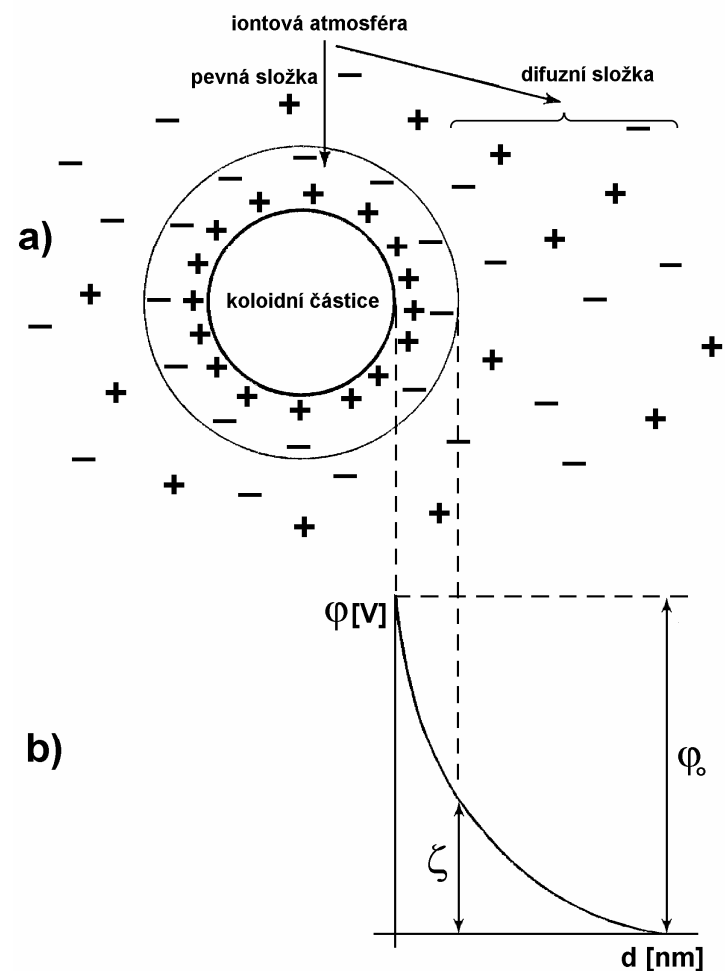 iontová atmosféra
pevná složka
difuzní složka
a)
koloidní částice
φ[V]
b)
φ₀
ζ
d [nm]